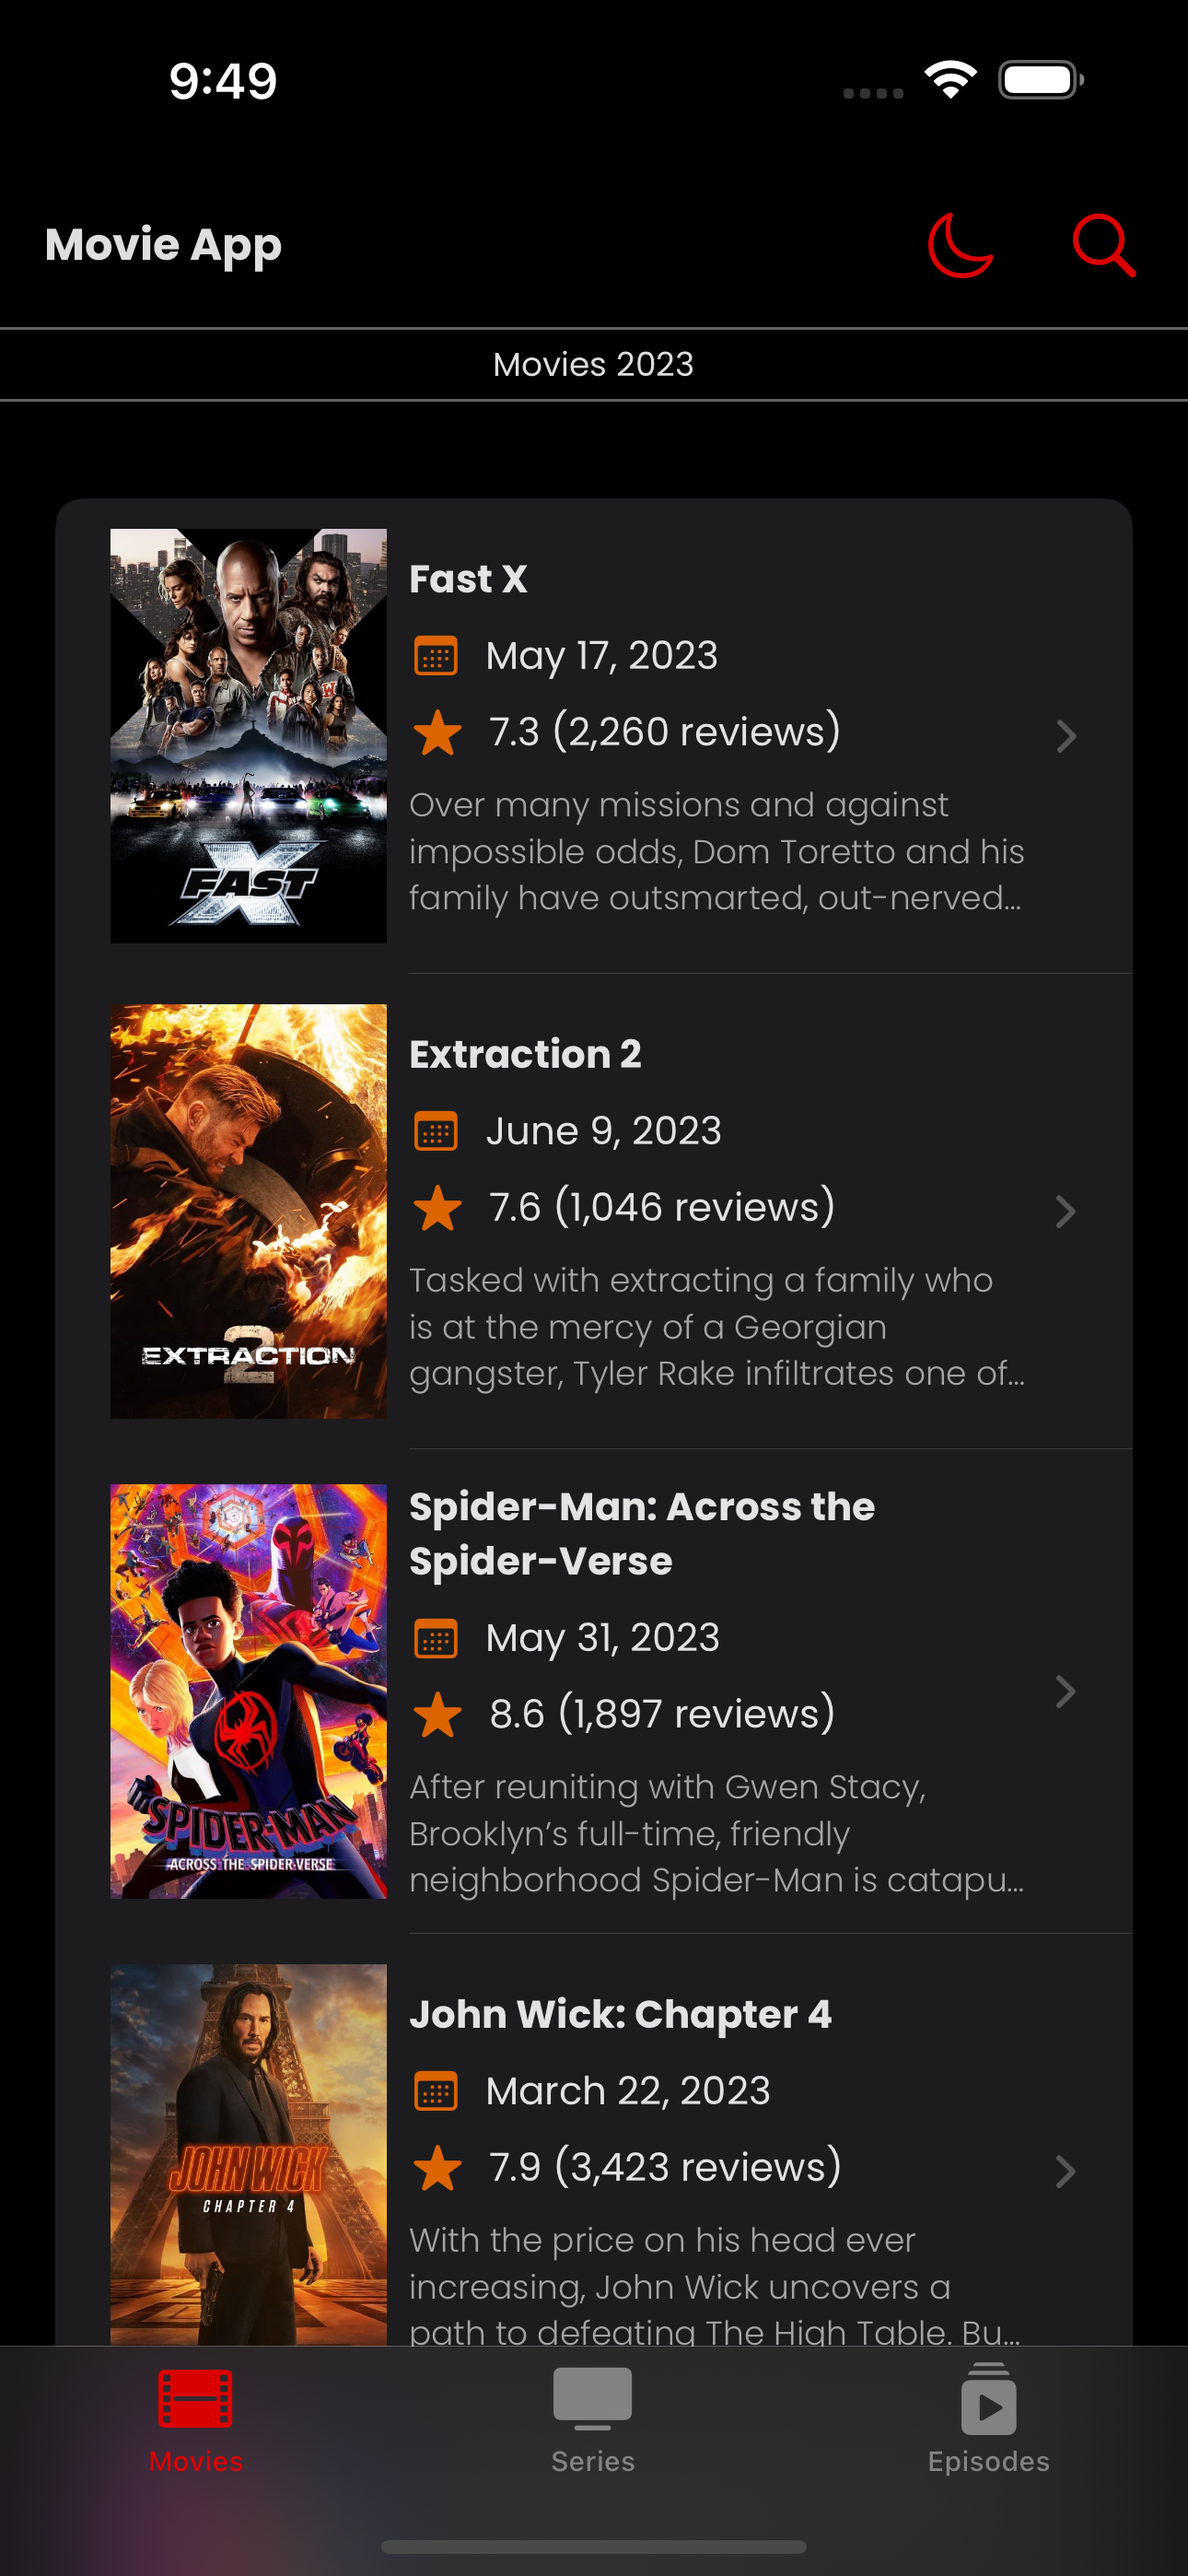 9:49
Movie App
Movies 2023
FAST X
Fast X
May 17, 2023
7.3 (2,260 reviews)
Over many missions and against
impossible odds, Dom Toretto and his
family have outsmarted, out-nerved...
EXTRACTION
2
Extraction 2
June 9, 2023
7.6 (1,046 reviews)
Tasked with extracting a family who
is at the mercy of a Georgian
gangster, Tyler Rake infiltrates one of...
SPIDER-MAN
ACROSS THE SPIDER-VERSE
Spider-Man: Across the
Spider-Verse
May 31, 2023
8.6 (1,897 reviews)
After reuniting with Gwen Stacy,
Brooklyn’s full-time, friendly
neighborhood Spider-Man is catapu...
JOHN WICK
CHAPTER 4
John Wick: Chapter 4
March 22, 2023
7.9 (3,423 reviews)
With the price on his head ever
increasing, John Wick uncovers a
path to defeating The High Table. Bu...
Movies
Series
Episodes